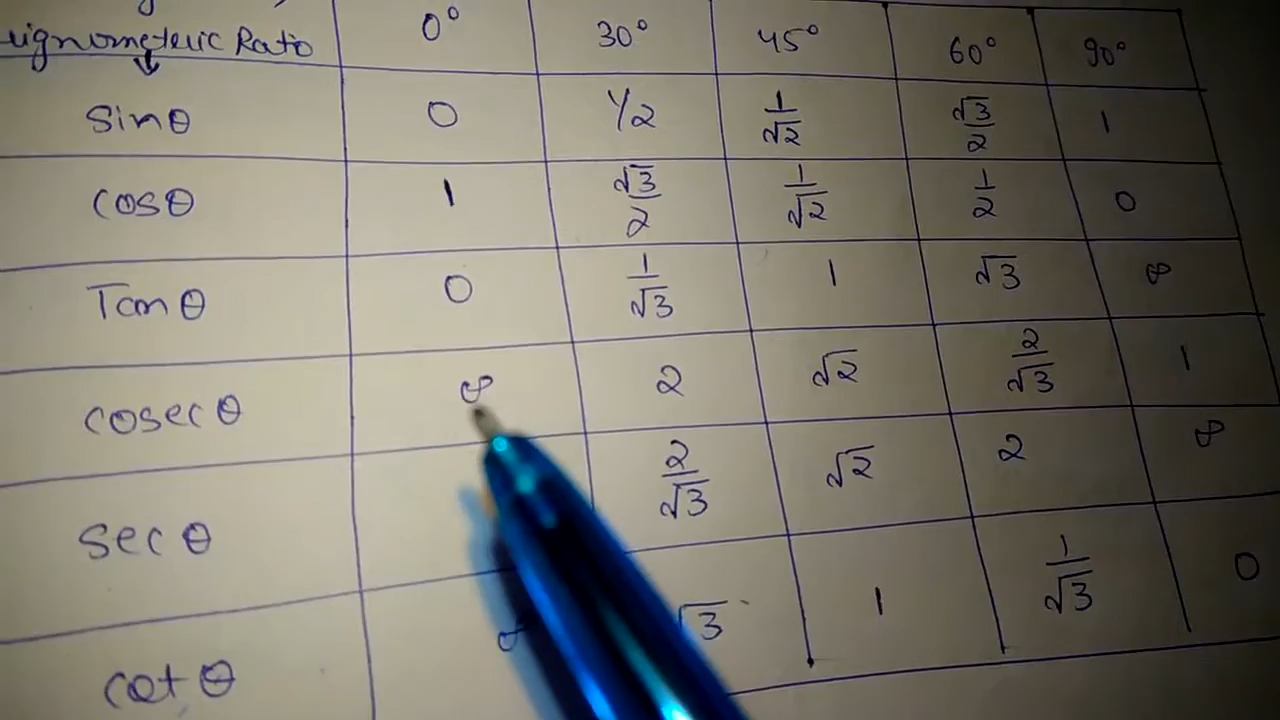 Trignometeric Ratio 0° 30° 45° 60° 90°
Sinθ 0 1/2 1/√2 √3/2 1
cosθ 1 √3/2 1/√2 1/2 0
Tanθ 0 1/√3 1 √3 ∞
cosecθ ∞ 2 √2 2/√3 1
secθ 2/√3 √2 2 ∞
cotθ √3 1 1/√3 0